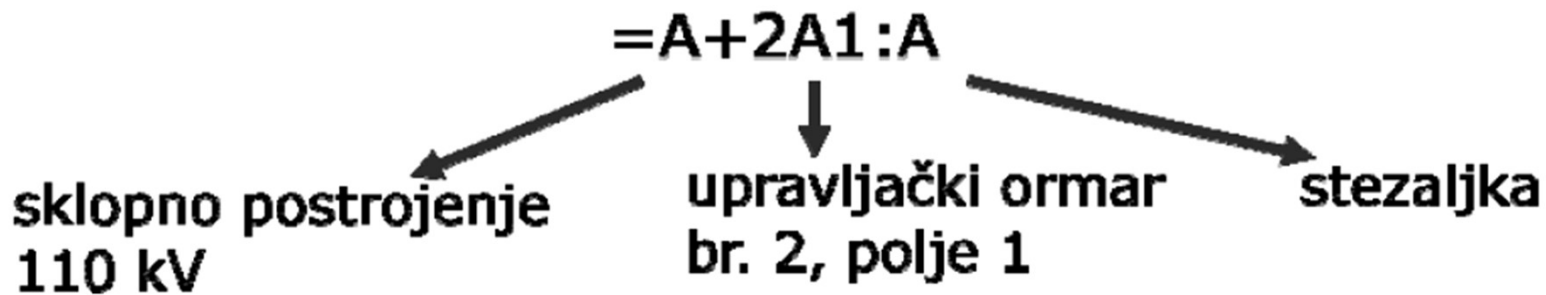 =A+2A1:A
sklopno postrojenje
110 kV
upravljački ormar
br. 2, polje 1
stezaljka